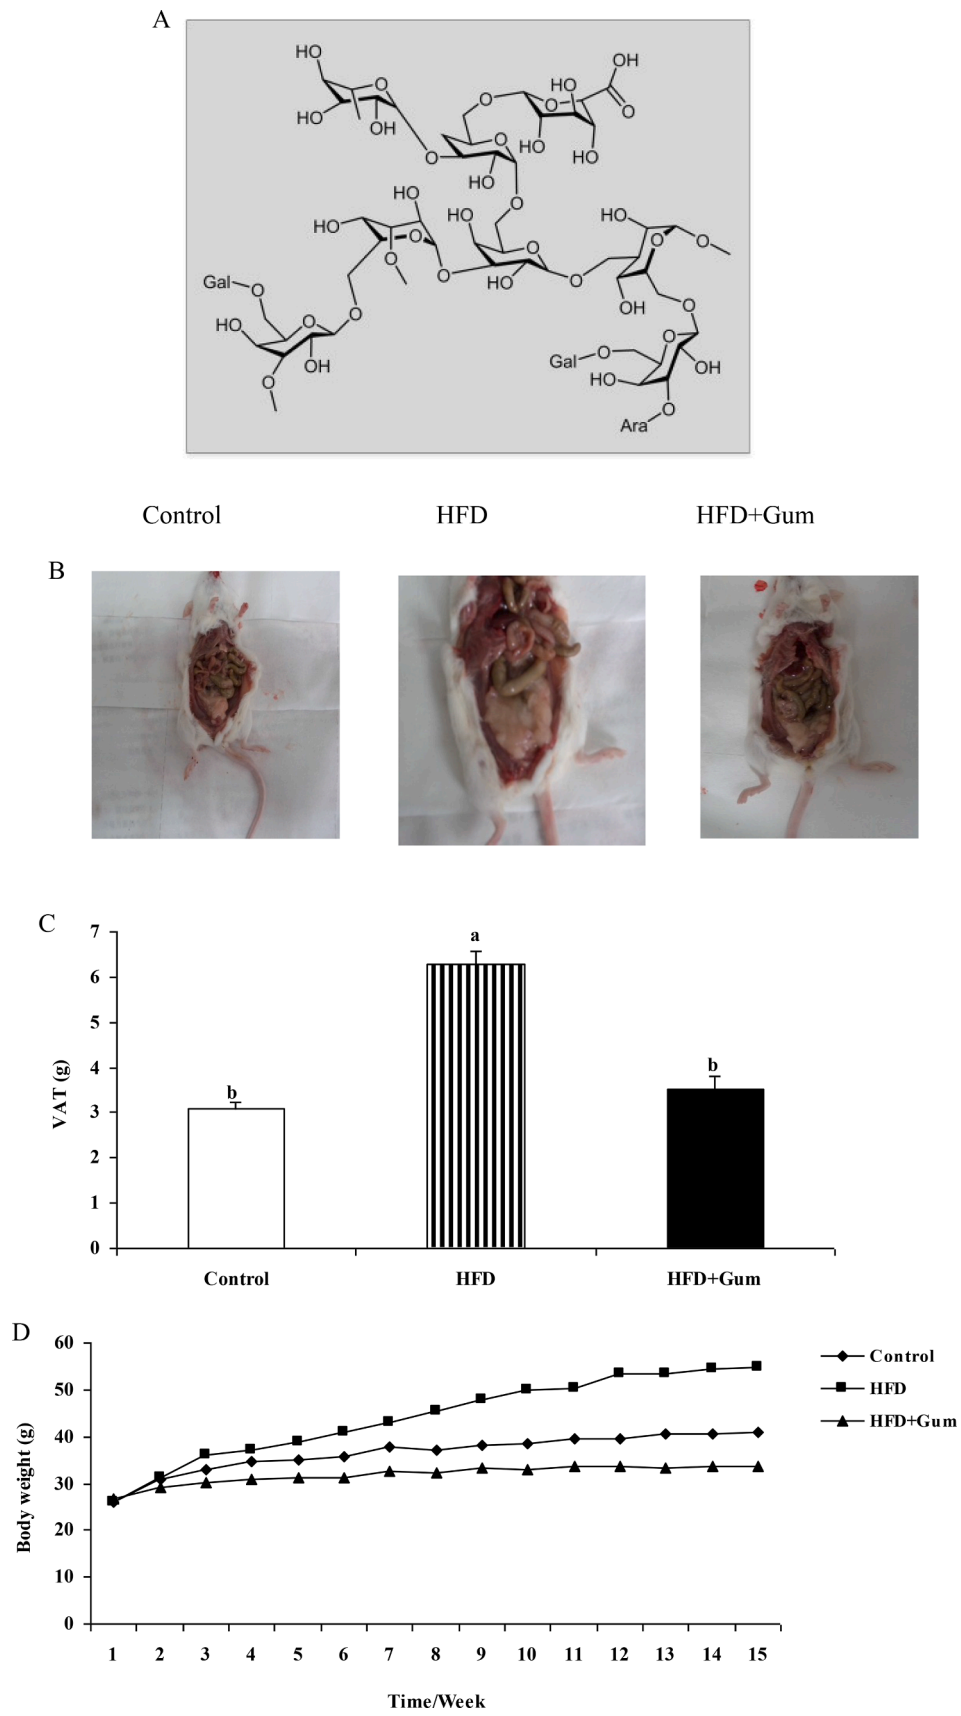 A
HO
OH
O
HO
O
O
O
HO
OH
O
O
HO
OH
HO
HO
O
HO
O
HO
HO
HO
O
O
O
O
O
HO
O
O
Gal
O
OH
O
O
HO
O
O
Gal
O
OH
OH
HO
O
O
Ara
Control HFD HFD+Gum
B
C
7
6
5
4
3
2
1
0
VAT (g)
b
a
b
Control HFD HFD+Gum
D
60
50
40
30
20
10
0
Body weight (g)
Control
HFD
HFD+Gum
1 2 3 4 5 6 7 8 9 10 11 12 13 14 15
Time/Week